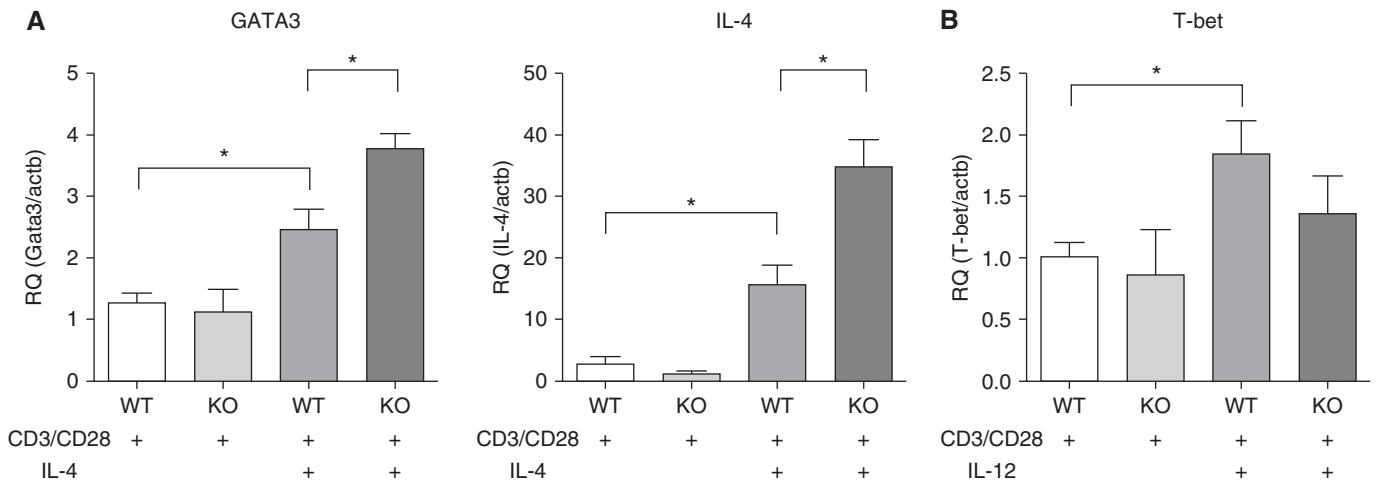 A
GATA3
RQ (Gata3/actb)
5
4
3
2
1
0
*
*
WT KO WT KO
CD3/CD28 + + + +
IL-4 + +
IL-4
RQ (IL-4/actb)
50
40
30
20
10
0
*
*
WT KO WT KO
CD3/CD28 + + + +
IL-4 + +
B
T-bet
RQ (T-bet/actb)
2.5
2.0
1.5
1.0
0.5
0.0
*
WT KO WT KO
CD3/CD28 + + + +
IL-12 + +